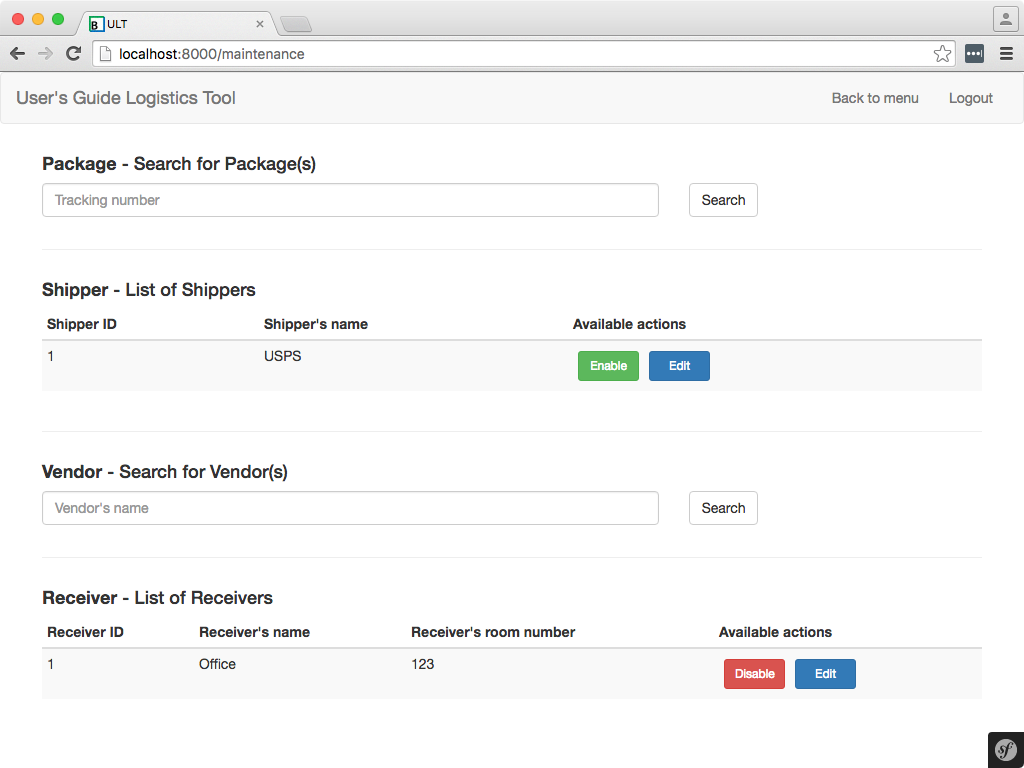 B ULT
localhost:8000/maintenance
User's Guide Logistics Tool Back to menu Logout
Package - Search for Package(s)
Tracking number Search
Shipper - List of Shippers
Shipper ID Shipper's name Available actions
1 USPS Enable Edit
Vendor - Search for Vendor(s)
Vendor's name Search
Receiver - List of Receivers
Receiver ID Receiver's name Receiver's room number Available actions
1 Office 123 Disable Edit
sf